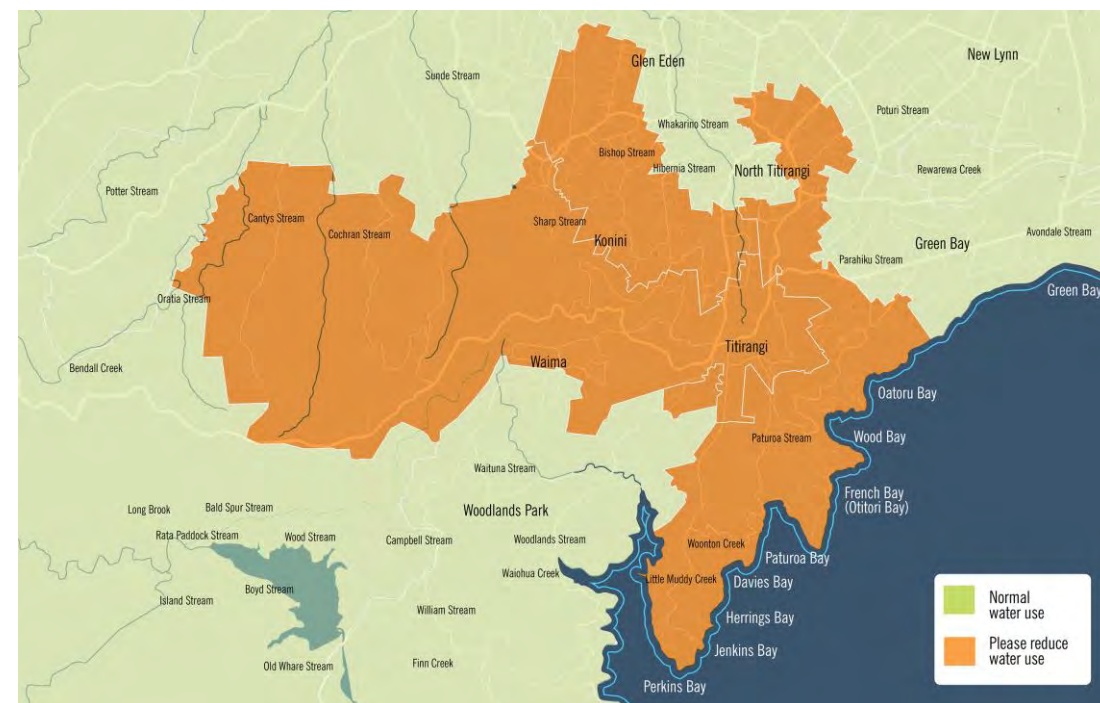 Glen Eden
New Lynn
Sunde Stream
Poturi Stream
Whakarino Stream
Bishop Stream
Hibernia Stream
North Titirangi
Rewarewa Creek
Potter Stream
Cantys Stream
Sharp Stream
Cochran Stream
Konini
Green Bay
Avondale Stream
Parahiku Stream
Green Bay
Oratia Stream
Titirangi
Waima
Bendall Creek
Oatoru Bay
Paturoa Stream
Wood Bay
Waituna Stream
French Bay
(Otitori Bay)
Long Brook
Bald Spur Stream
Woodlands Park
Rata Paddock Stream
Wood Stream
Campbell Stream
Woodlands Stream
Woonton Creek
Paturoa Bay
Waiohua Creek
Little Muddy Creek
Davies Bay
Boyd Stream
Island Stream
William Stream
Herrings Bay
Jenkins Bay
Old Whare Stream
Finn Creek
Perkins Bay
Normal
water use
Please reduce
water use